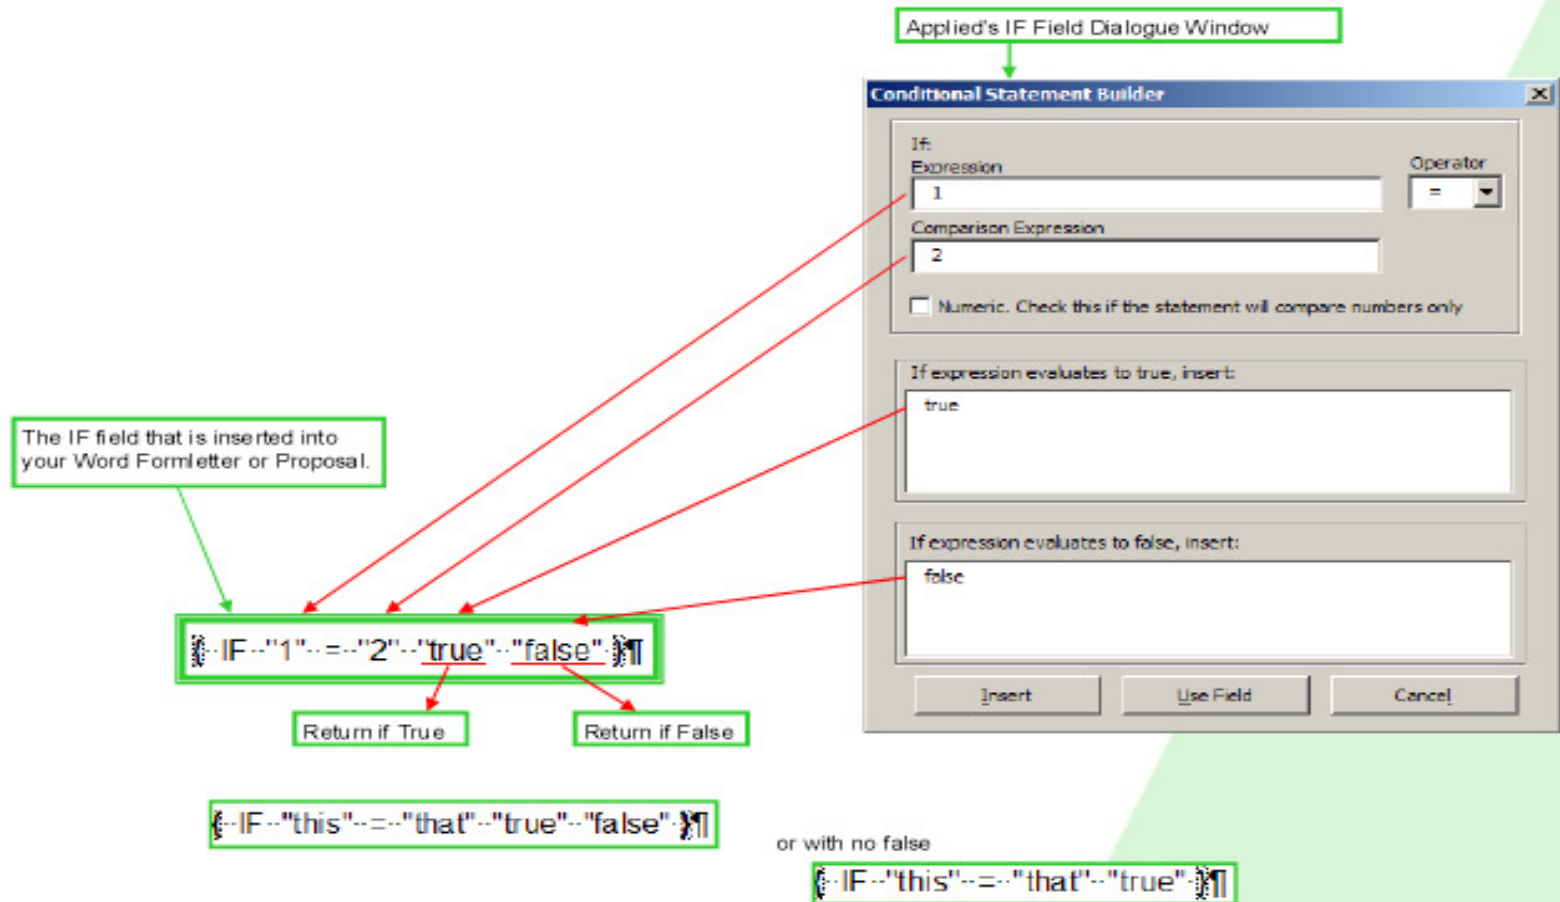 Applied's IF Field Dialogue Window
Conditional Statement Builder
If:
Expression
Operator
1
=
Comparison Expression
2
Numeric. Check this if the statement will compare numbers only
If expression evaluates to true, insert:
true
The IF field that is inserted into
your Word Formletter or Proposal.
If expression evaluates to false, insert:
false
{··IF··"1"··=··"2"··"true"··"false"·}¶
Insert
Use Field
Cancel
Return if True
Return if False
{··IF··"this"··=··"that"··"true"··"false"·}¶
or with no false
{··IF··"this"··=··"that"··"true"·}¶